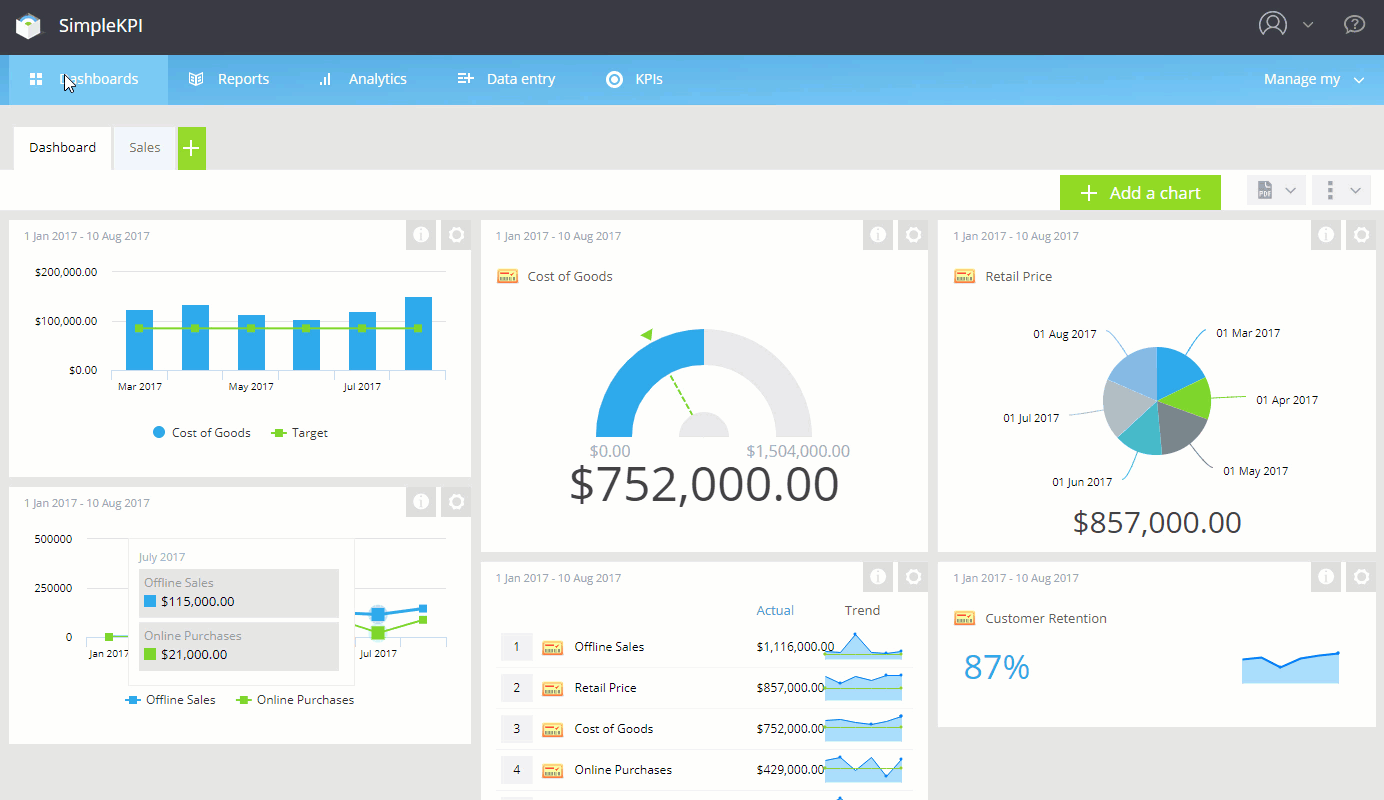 SimpleKPI
Dashboards
Reports
Analytics
Data entry
KPIs
Manage my
Dashboard
Sales
+ Add a chart
PDF
1 Jan 2017 - 10 Aug 2017
$200,000.00
$100,000.00
$0.00
Mar 2017
May 2017
Jul 2017
Cost of Goods
Target
1 Jan 2017 - 10 Aug 2017
Cost of Goods
$0.00
$1,504,000.00
$752,000.00
1 Jan 2017 - 10 Aug 2017
Retail Price
01 Aug 2017
01 Mar 2017
01 Jul 2017
01 Apr 2017
01 Jun 2017
01 May 2017
$857,000.00
1 Jan 2017 - 10 Aug 2017
500000
250000
0
July 2017
Offline Sales
$115,000.00
Online Purchases
$21,000.00
Jan 2017
Jul 2017
Offline Sales
Online Purchases
1 Jan 2017 - 10 Aug 2017
Actual Trend
1 Offline Sales $1,116,000.00
2 Retail Price $857,000.00
3 Cost of Goods $752,000.00
4 Online Purchases $429,000.00
1 Jan 2017 - 10 Aug 2017
Customer Retention
87%